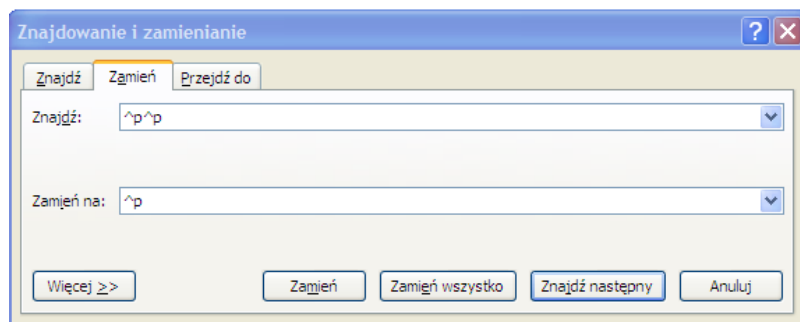 Znajdowanie i zamienianie
Znajdź Zamień Przejdź do
Znajdź: ^p^p
Zamień na: ^p
Więcej >> Zamień Zamień wszystko Znajdź następny Anuluj